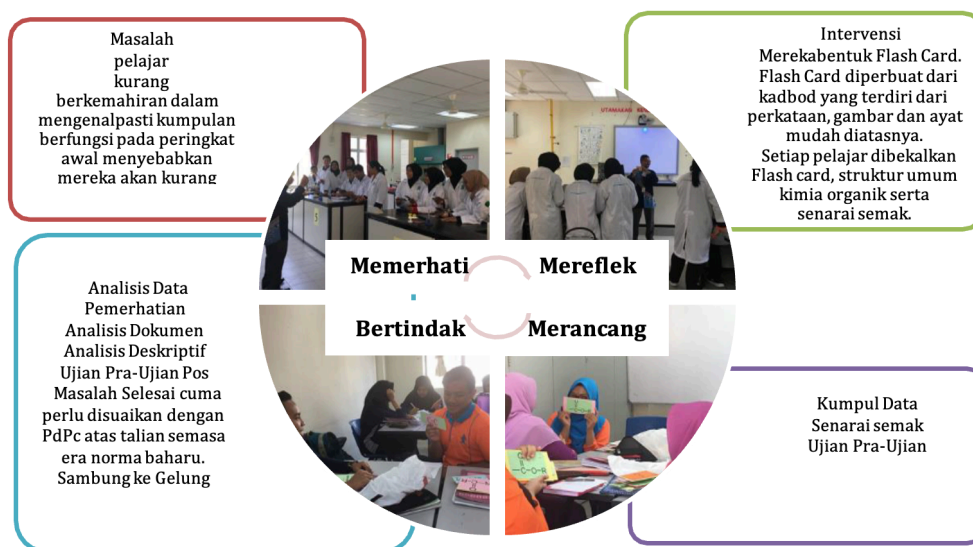 Masalah
pelajar
kurang
berkemahiran dalam
mengenalpasti kumpulan
berfungsi pada peringkat
awal menyebabkan
mereka akan kurang
Intervensi
Merekabentuk Flash Card.
Flash Card diperbuat dari
kadbod yang terdiri dari
perkataan, gambar dan ayat
mudah diatasnya.
Setiap pelajar dibekalkan
Flash card, struktur umum
kimia organik serta
senarai semak.
Memerhati
Mereflek
Bertindak
Merancang
Analisis Data
Pemerhatian
Analisis Dokumen
Analisis Deskriptif
Ujian Pra-Ujian Pos
Masalah Selesai cuma
perlu disuaikan dengan
PdPc atas talian semasa
era norma baharu.
Sambung ke Gelung
Kumpul Data
Senarai semak
Ujian Pra-Ujian